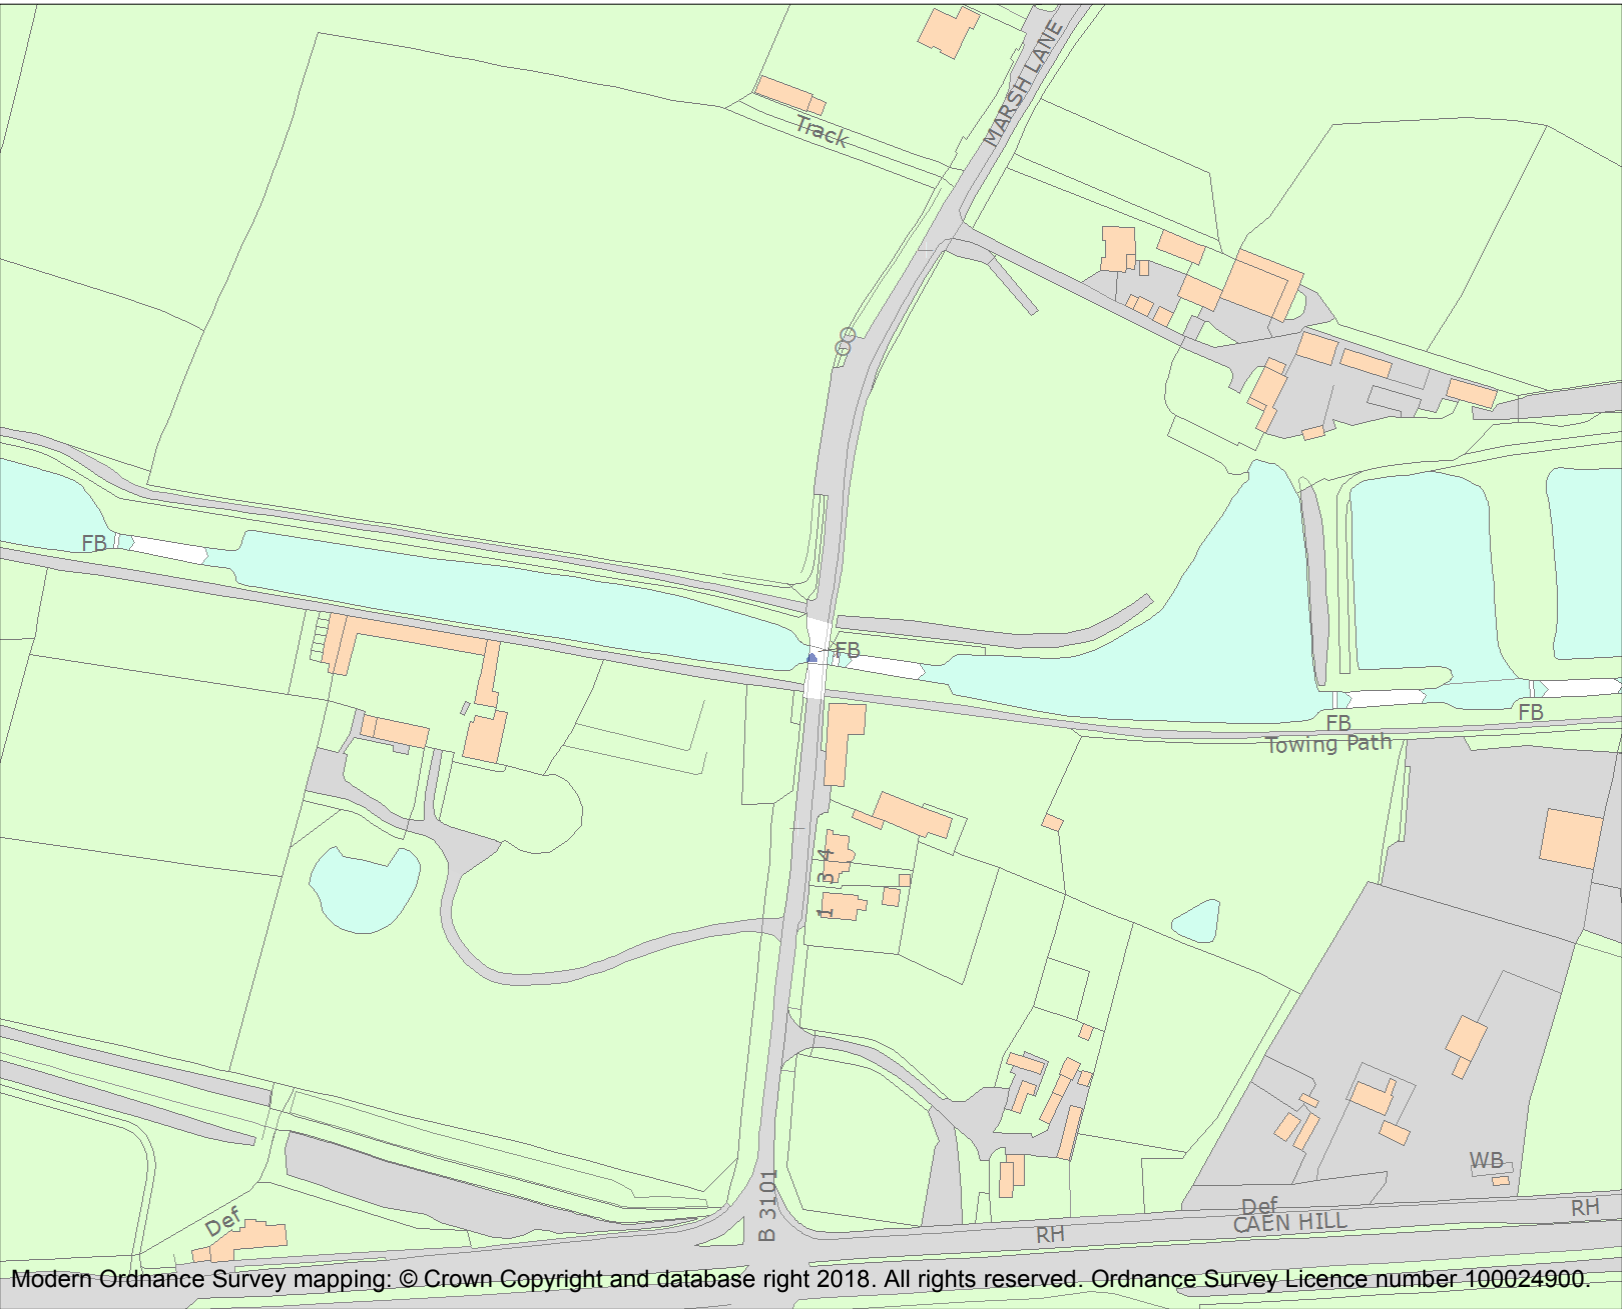 MARSH LANE
Track
FB
FB
FB
FB
Towing Path
3 4
1
WB
B 3101
Def
Def
CAEN HILL
RH
RH
Modern Ordnance Survey mapping: © Crown Copyright and database right 2018. All rights reserved. Ordnance Survey Licence number 100024900.